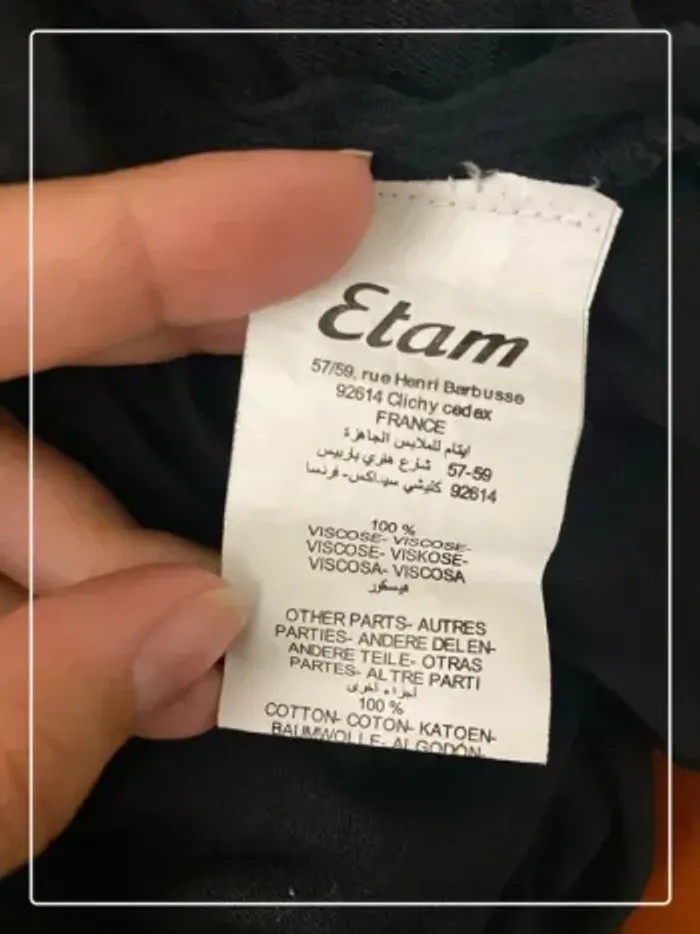 Etam
57/59, rue Henri Barbusse
92614 Clichy cedex
FRANCE
ايتام للملابس الجاهزة
57-59 شارع هنري باربيس
92614 كليشي سيداكس- فرنسا
100 %
VISCOSE- VISCOSE-
VISCOSE- VISKOSE-
VISCOSA- VISCOSA
فيسكوز
OTHER PARTS- AUTRES
PARTIES- ANDERE DELEN-
ANDERE TEILE- OTRAS
PARTES- ALTRE PARTI
أجزاء أخرى
100 %
COTTON- COTON- KATOEN-
BAUMWOLLE- ALGODÓN-